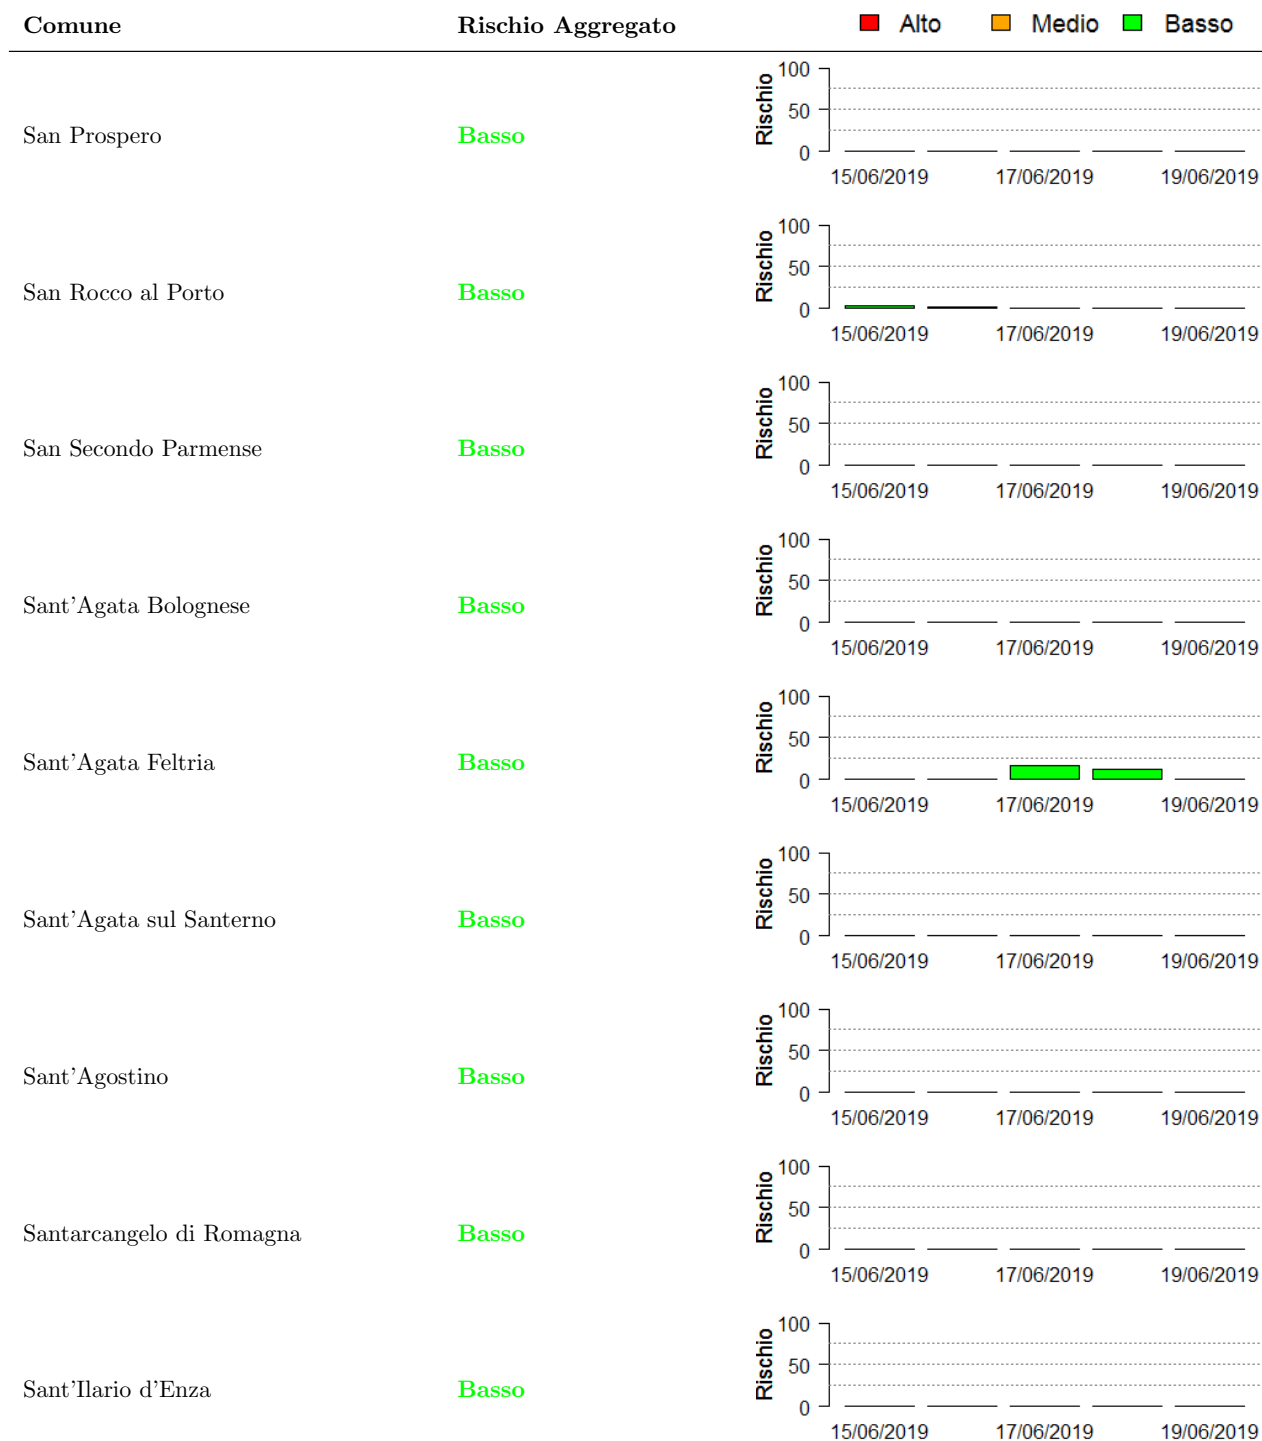 Comune Rischio Aggregato Alto Medio Basso
San Prospero Basso
Rischio
100
50
0
15/06/2019 17/06/2019 19/06/2019
San Rocco al Porto Basso
Rischio
100
50
0
15/06/2019 17/06/2019 19/06/2019
San Secondo Parmense Basso
Rischio
100
50
0
15/06/2019 17/06/2019 19/06/2019
Sant'Agata Bolognese Basso
Rischio
100
50
0
15/06/2019 17/06/2019 19/06/2019
Sant'Agata Feltria Basso
Rischio
100
50
0
15/06/2019 17/06/2019 19/06/2019
Sant'Agata sul Santerno Basso
Rischio
100
50
0
15/06/2019 17/06/2019 19/06/2019
Sant'Agostino Basso
Rischio
100
50
0
15/06/2019 17/06/2019 19/06/2019
Santarcangelo di Romagna Basso
Rischio
100
50
0
15/06/2019 17/06/2019 19/06/2019
Sant'Ilario d'Enza Basso
Rischio
100
50
0
15/06/2019 17/06/2019 19/06/2019